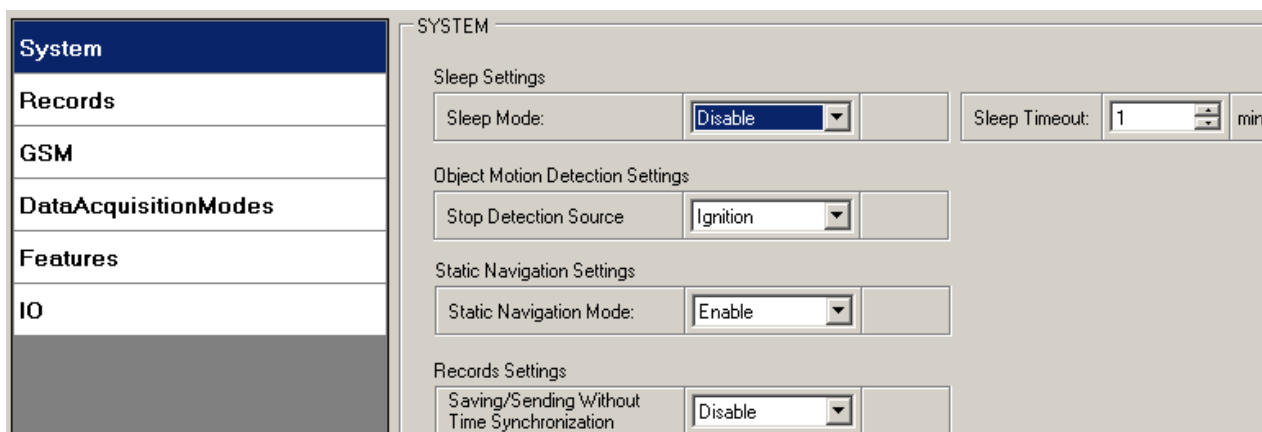 System
Records
GSM
DataAcquisitionModes
Features
IO
SYSTEM
Sleep Settings
Sleep Mode: Disable Sleep Timeout: 1 min
Object Motion Detection Settings
Stop Detection Source Ignition
Static Navigation Settings
Static Navigation Mode: Enable
Records Settings
Saving/Sending Without
Time Synchronization Disable